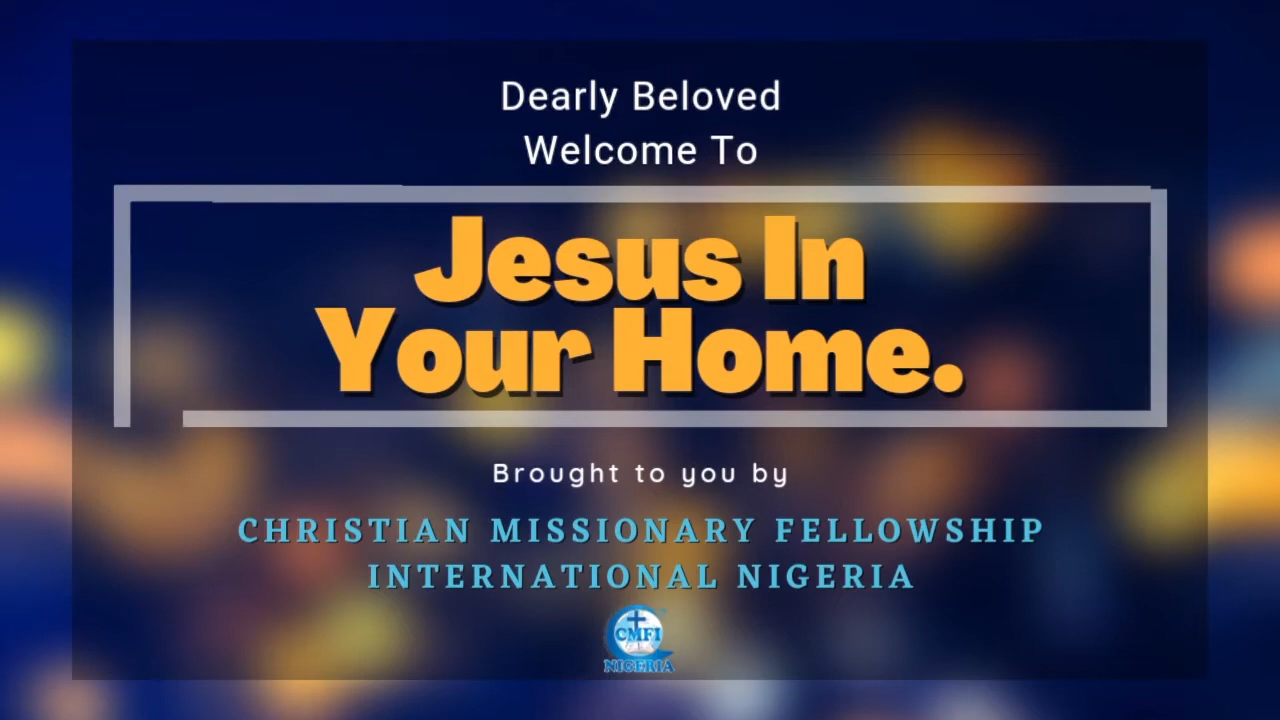 Dearly Beloved
Welcome To
Jesus In
Your Home.
Brought to you by
CHRISTIAN MISSIONARY FELLOWSHIP
INTERNATIONAL NIGERIA
CMFI
NIGERIA